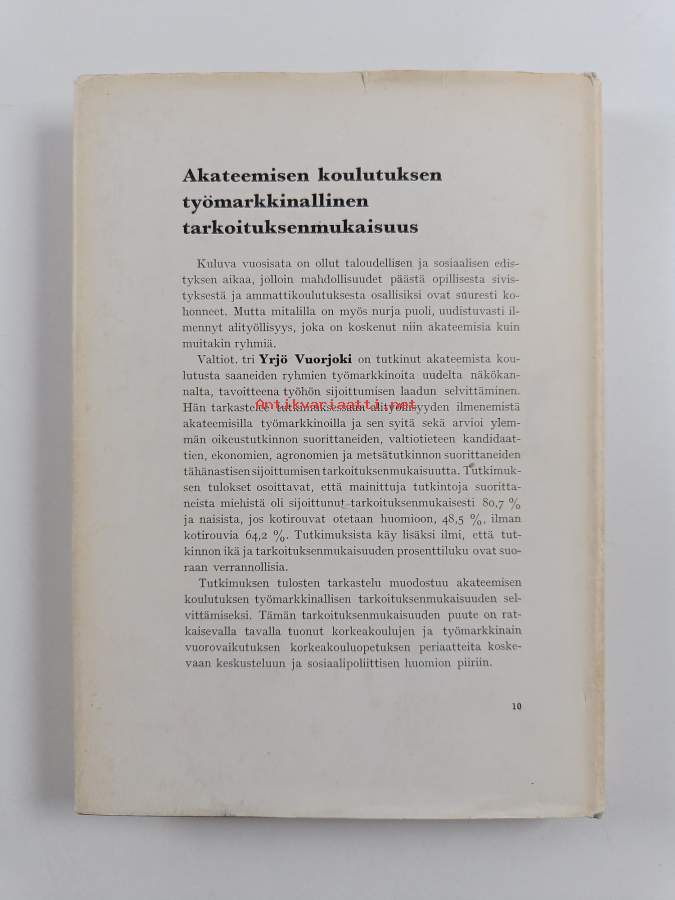 Akateemisen koulutuksen
työmarkkinallinen
tarkoituksenmukaisuus
Kuluva vuosisata on ollut taloudellisen ja sosiaalisen edis-
tyksen aikaa, jolloin mahdollisuudet päästä opillisesta sivis-
tyksestä ja ammattikoulutuksesta osallisiksi ovat suuresti ko-
honneet. Mutta mitalilla on myös nurja puoli, uudistuvasti il-
mennyt alityöllisyys, joka on koskenut niin akateemisia kuin
muitakin ryhmiä.
Valtiot. tri Yrjö Vuorjoki on tutkinut akateemista kou-
lutusta saaneiden ryhmien työmarkkinoita uudelta näkökan-
nalta, tavoitteena työhön sijoittumisen laadun selvittäminen.
Antikvariaatti.net
Hän tarkastelee tutkimuksessaan alityöllisyyden ilmenemistä
akateemisilla työmarkkinoilla ja sen syitä sekä arvioi ylem-
män oikeustutkinnon suorittaneiden, valtiotieteen kandidaat-
tien, ekonomien, agronomien ja metsätutkinnon suorittaneiden
tähänastisen sijoittumisen tarkoituksenmukaisuutta. Tutkimuk-
sen tulokset osoittavat, että mainittuja tutkintoja suoritta-
neista miehistä oli sijoittunut tarkoituksenmukaisesti 80,7 %
ja naisista, jos kotirouvat otetaan huomioon, 48,5 %, ilman
kotirouvia 64,2 %. Tutkimuksista käy lisäksi ilmi, että tut-
kinnon ikä ja tarkoituksenmukaisuuden prosenttiluku ovat suo-
raan verrannollisia.
Tutkimuksen tulosten tarkastelu muodostuu akateemisen
koulutuksen työmarkkinallisen tarkoituksenmukaisuuden sel-
vittämiseksi. Tämän tarkoituksenmukaisuuden puute on rat-
kaisevalla tavalla tuonut korkeakoulujen ja työmarkkinain
vuorovaikutuksen korkeakouluopetuksen periaatteita koske-
vaan keskusteluun ja sosiaalipoliittisen huomion piiriin.
10